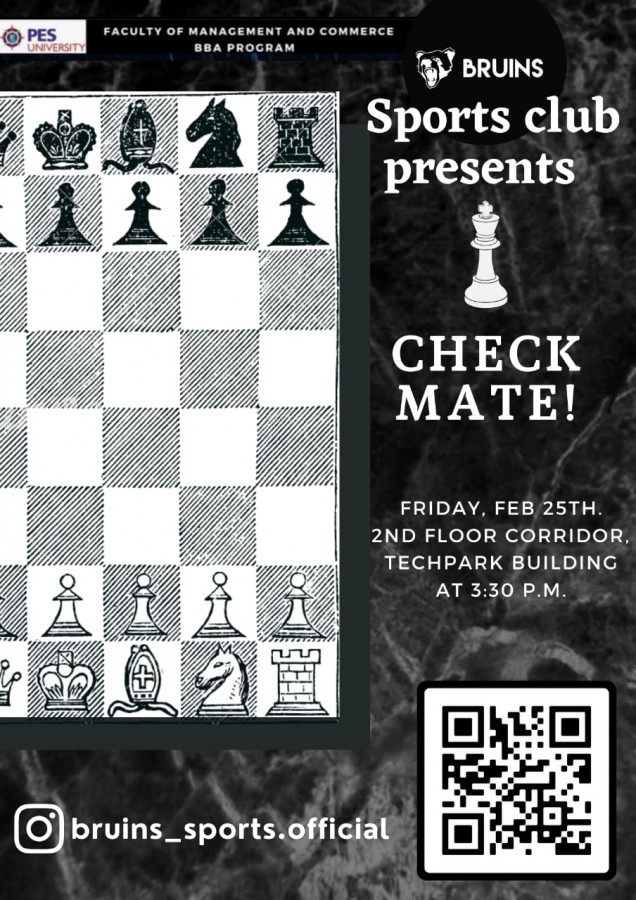 PES
UNIVERSITY
FACULTY OF MANAGEMENT AND COMMERCE
BBA PROGRAM
BRUINS
Sports club
presents
CHECK
MATE!
FRIDAY, FEB 25TH.
2ND FLOOR CORRIDOR,
TECHPARK BUILDING
AT 3:30 P.M.
bruins_sports.official